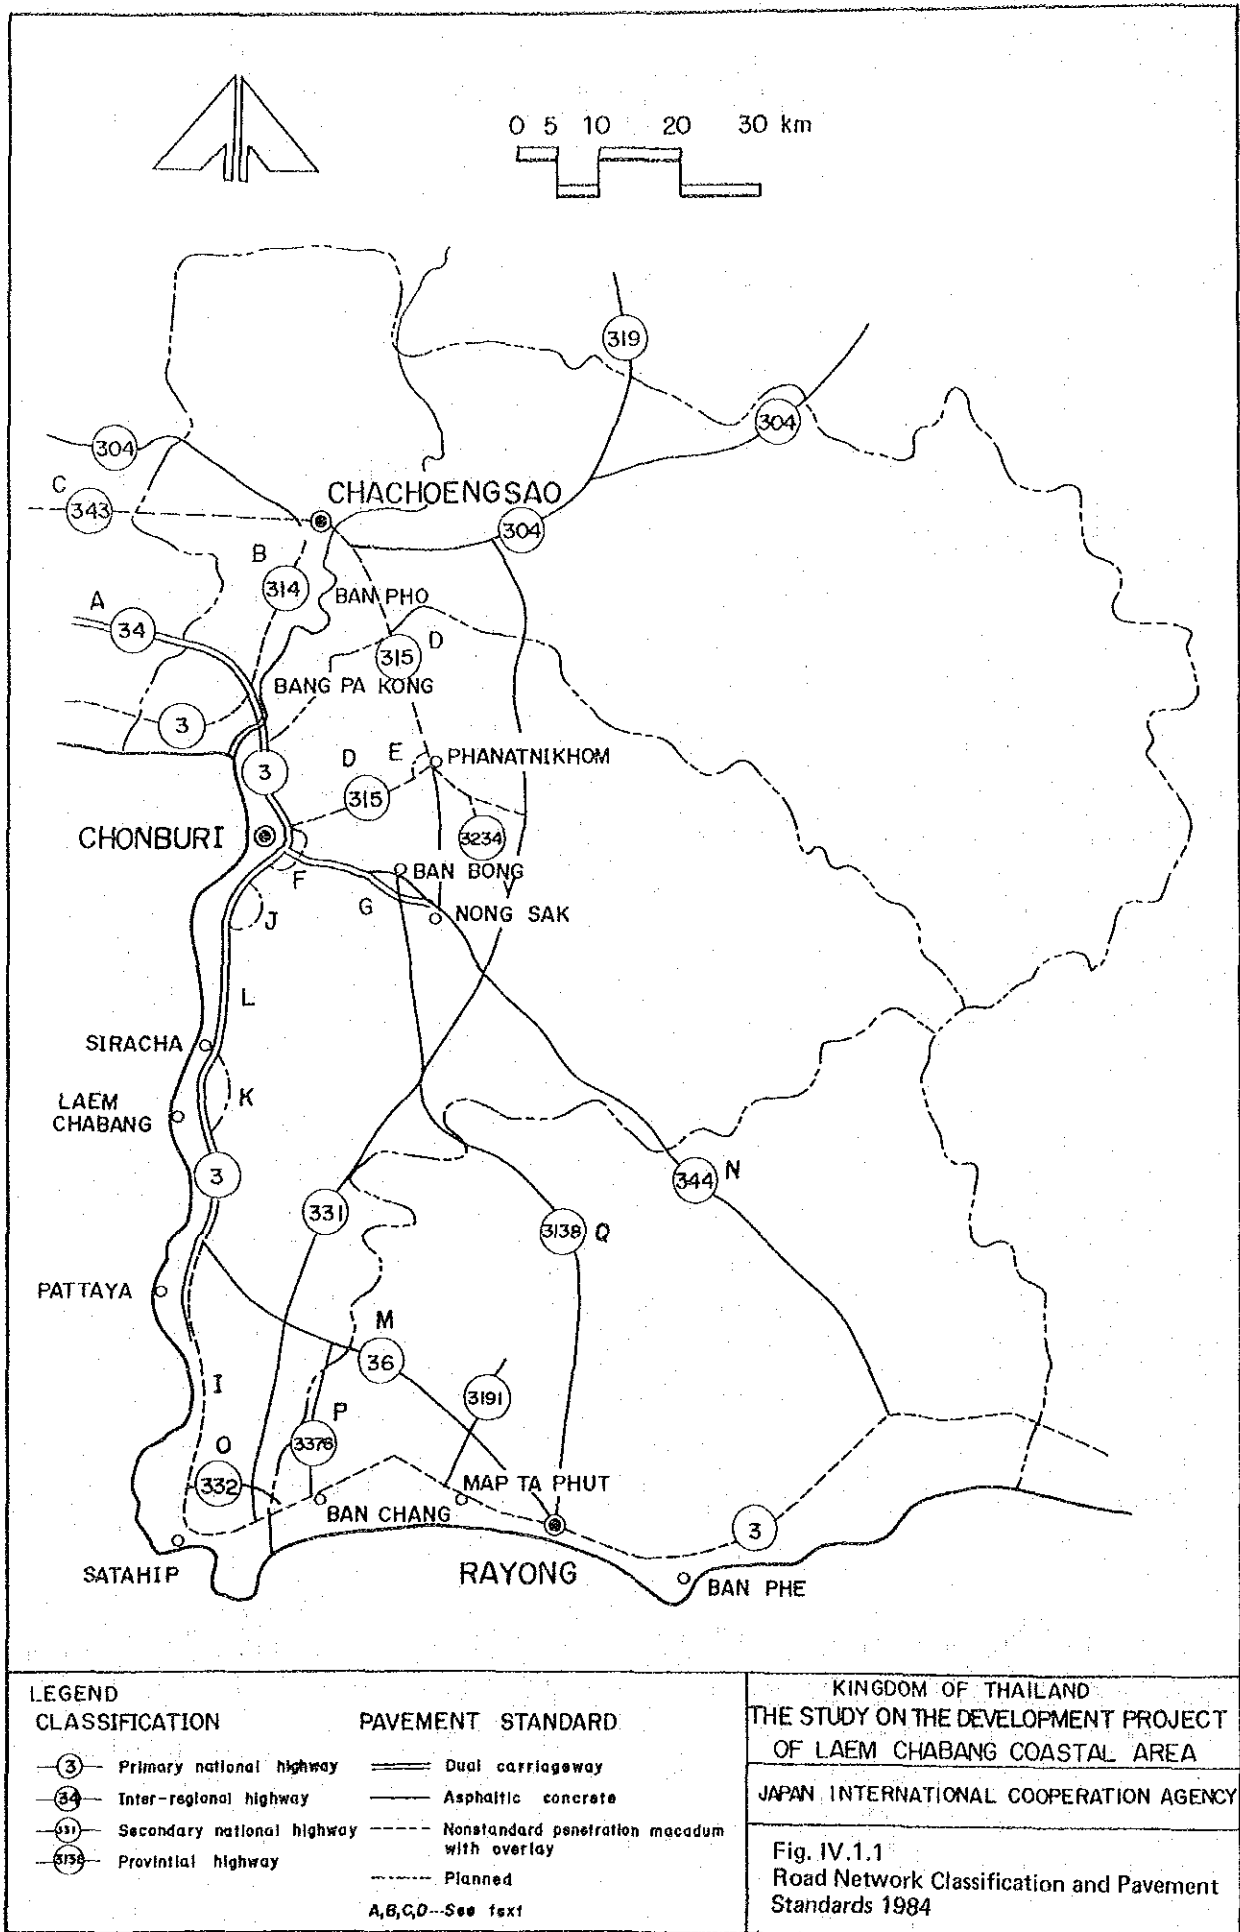 0 5 10 20 30 km
319
304
304
C
343
CHACHOENGSAO
304
B
314
BAN PHO
A
34
315
D
BANG PA KONG
3
D
E
PHANATNIKHOM
3
315
CHONBURI
3234
F
BAN BONG
G
NONG SAK
J
L
SIRACHA
K
LAEM
CHABANG
3
344
N
331
3138
Q
PATTAYA
M
36
I
3191
P
O
3376
332
MAP TA PHUT
BAN CHANG
3
SATAHIP
RAYONG
BAN PHE
LEGEND
CLASSIFICATION
3 Primary national highway
34 Inter-regional highway
331 Secondary national highway
3138 Provintial highway
PAVEMENT STANDARD
Dual carriageway
Asphaltic concrete
Nonstandard penetration macadum
with overlay
Planned
A,B,C,D---See text
KINGDOM OF THAILAND
THE STUDY ON THE DEVELOPMENT PROJECT
OF LAEM CHABANG COASTAL AREA
JAPAN INTERNATIONAL COOPERATION AGENCY
Fig. IV.1.1
Road Network Classification and Pavement
Standards 1984